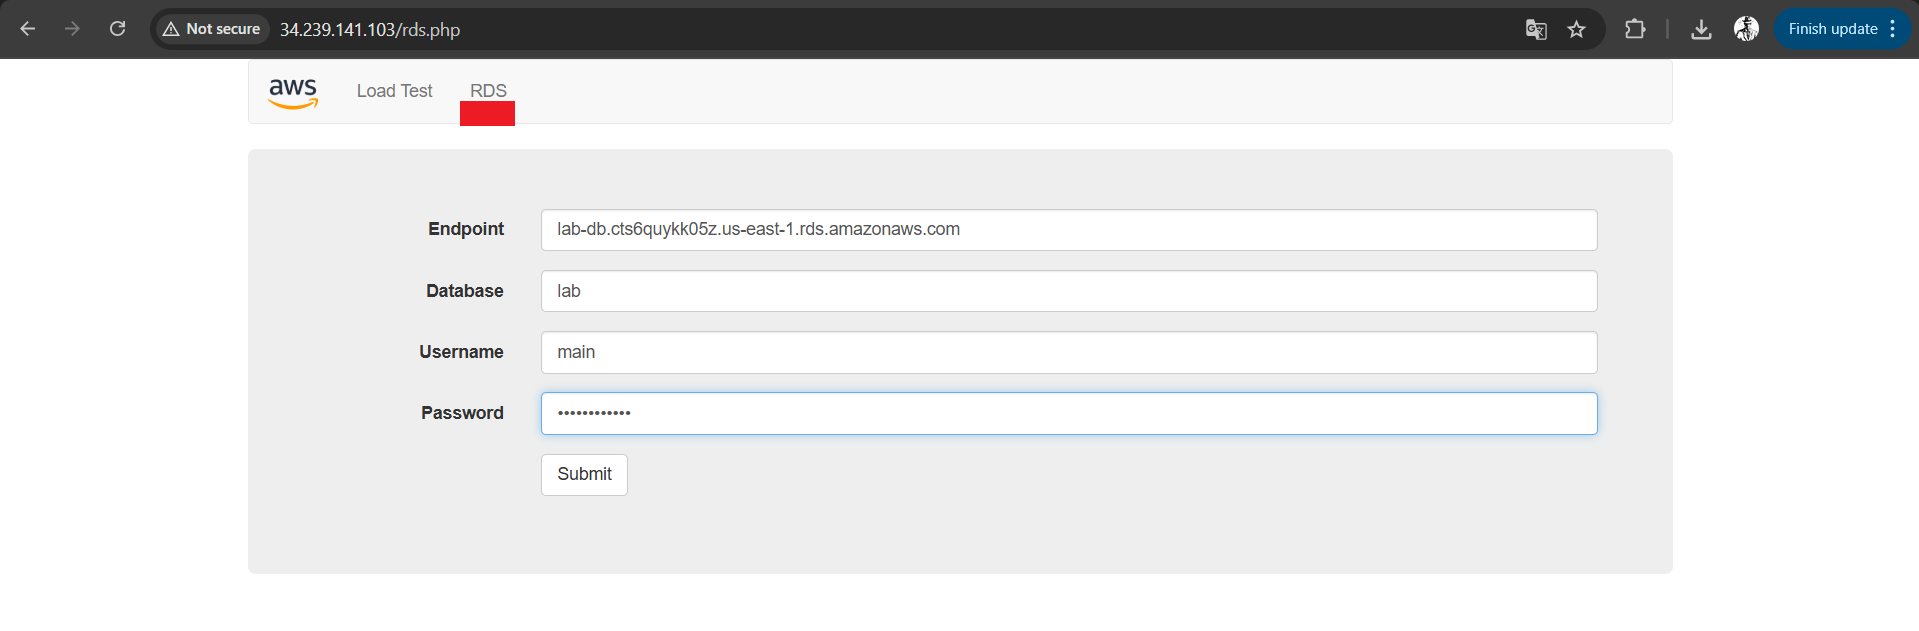 Not secure 34.239.141.103/rds.php Finish update
aws Load Test RDS
Endpoint lab-db.cts6quykk05z.us-east-1.rds.amazonaws.com
Database lab
Username main
Password ••••••••••••
Submit